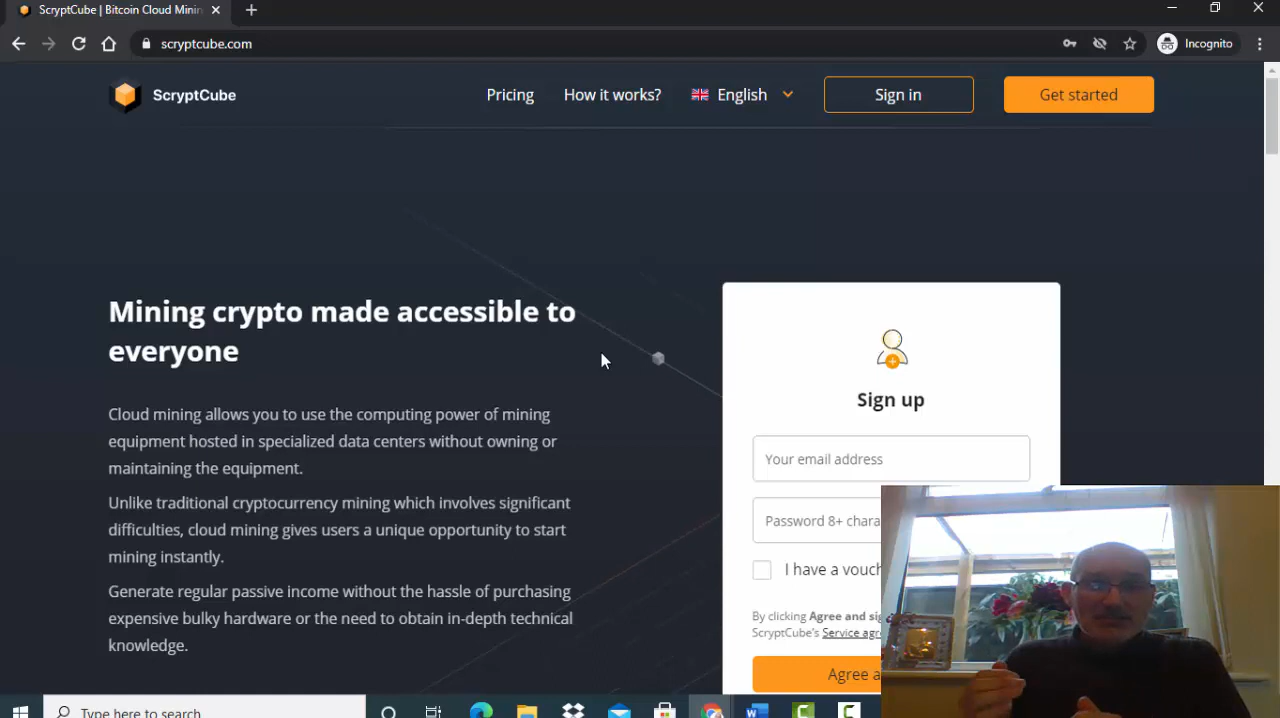 ScryptCube | Bitcoin Cloud Minin
scryptcube.com
Incognito
ScryptCube
Pricing
How it works?
English
Sign in
Get started
Mining crypto made accessible to
everyone
Cloud mining allows you to use the computing power of mining
equipment hosted in specialized data centers without owning or
maintaining the equipment.
Unlike traditional cryptocurrency mining which involves significant
difficulties, cloud mining gives users a unique opportunity to start
mining instantly.
Generate regular passive income without the hassle of purchasing
expensive bulky hardware or the need to obtain in-depth technical
knowledge.
Sign up
Your email address
Password 8+ chara
I have a vouch
By clicking Agree and sig
ScryptCube's Service agre
Agree a
Type here to search